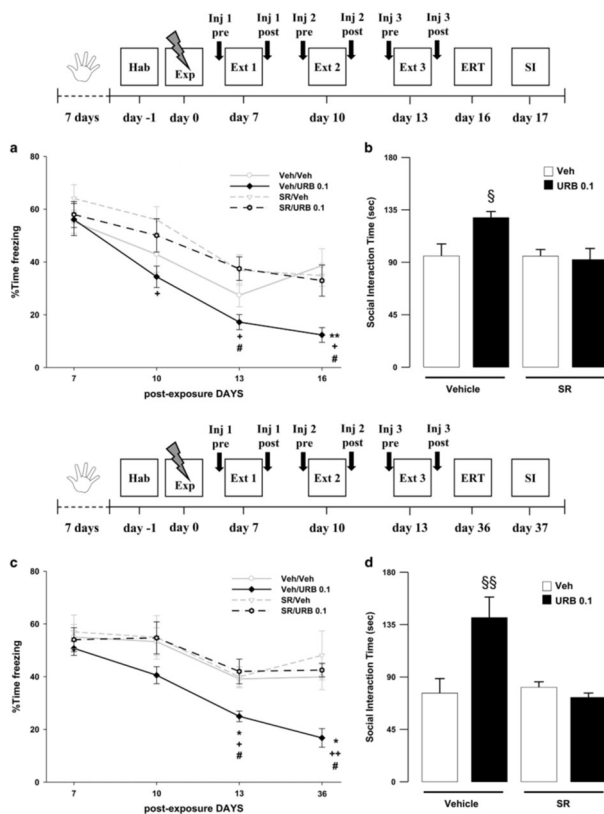 Inj 1 Inj 1 Inj 2 Inj 2 Inj 3 Inj 3
pre post pre post pre post
Hab Exp Ext 1 Ext 2 Ext 3 ERT SI
7 days day -1 day 0 day 7 day 10 day 13 day 16 day 17
a
80
60
40
20
0
%Time freezing
Veh/Veh
Veh/URB 0.1
SR/Veh
SR/URB 0.1
+
+
#
**
+
#
7 10 13 16
post-exposure DAYS
b
180
135
90
45
0
Social Interaction Time (sec)
Veh
URB 0.1
§
Vehicle SR
Inj 1 Inj 1 Inj 2 Inj 2 Inj 3 Inj 3
pre post pre post pre post
Hab Exp Ext 1 Ext 2 Ext 3 ERT SI
7 days day -1 day 0 day 7 day 10 day 13 day 36 day 37
c
80
60
40
20
0
%Time freezing
Veh/Veh
Veh/URB 0.1
SR/Veh
SR/URB 0.1
*
+
#
*
++
#
7 10 13 36
post-exposure DAYS
d
180
135
90
45
0
Social Interaction Time (sec)
Veh
URB 0.1
§§
Vehicle SR